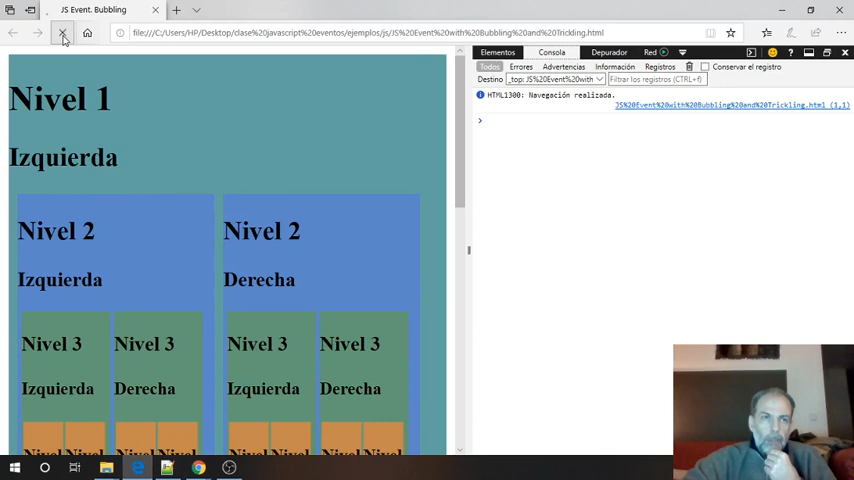 JS Event. Bubbling
file:///C:/Users/HP/Desktop/clase%20javascript%20eventos/ejemplos/js/JS%20Event%20with%20Bubbling%20and%20Trickling.html
Elementos Consola Depurador Red
Todos Errores Advertencias Información Registros Conservar el registro
Destino _top: JS%20Event%20with Filtrar los registros (CTRL+f)
HTML1300: Navegación realizada.
JS%20Event%20with%20Bubbling%20and%20Trickling.html (1,1)
Nivel 1
Izquierda
Nivel 2 Nivel 2
Izquierda Derecha
Nivel 3 Nivel 3 Nivel 3 Nivel 3
Izquierda Derecha Izquierda Derecha